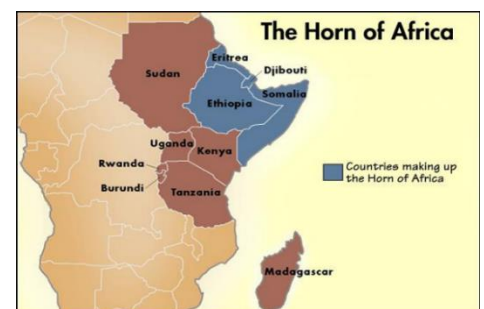 The Horn of Africa
Eritrea
Djibouti
Sudan
Somalia
Ethiopia
Uganda
Kenya
Rwanda
Burundi
Tanzania
Countries making up
the Horn of Africa
Madagascar